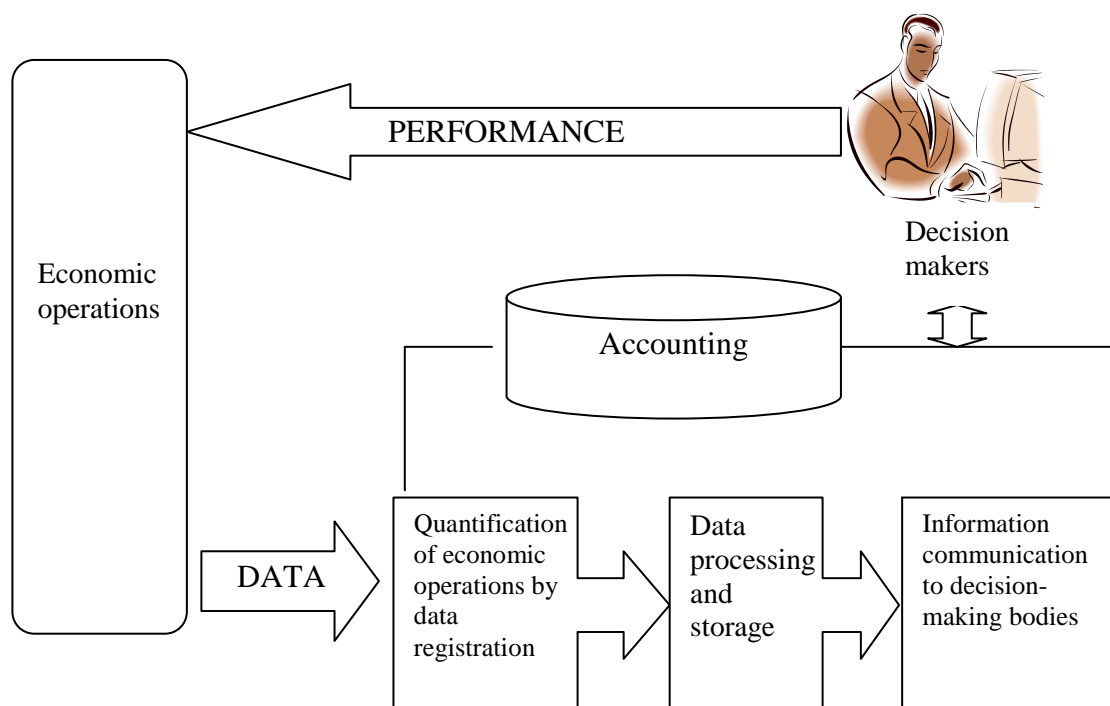 PERFORMANCE
Decision
makers
Economic
operations
Accounting
DATA
Quantification
of economic
operations by
data
registration
Data
processing
and
storage
Information
communication
to decision-
making bodies